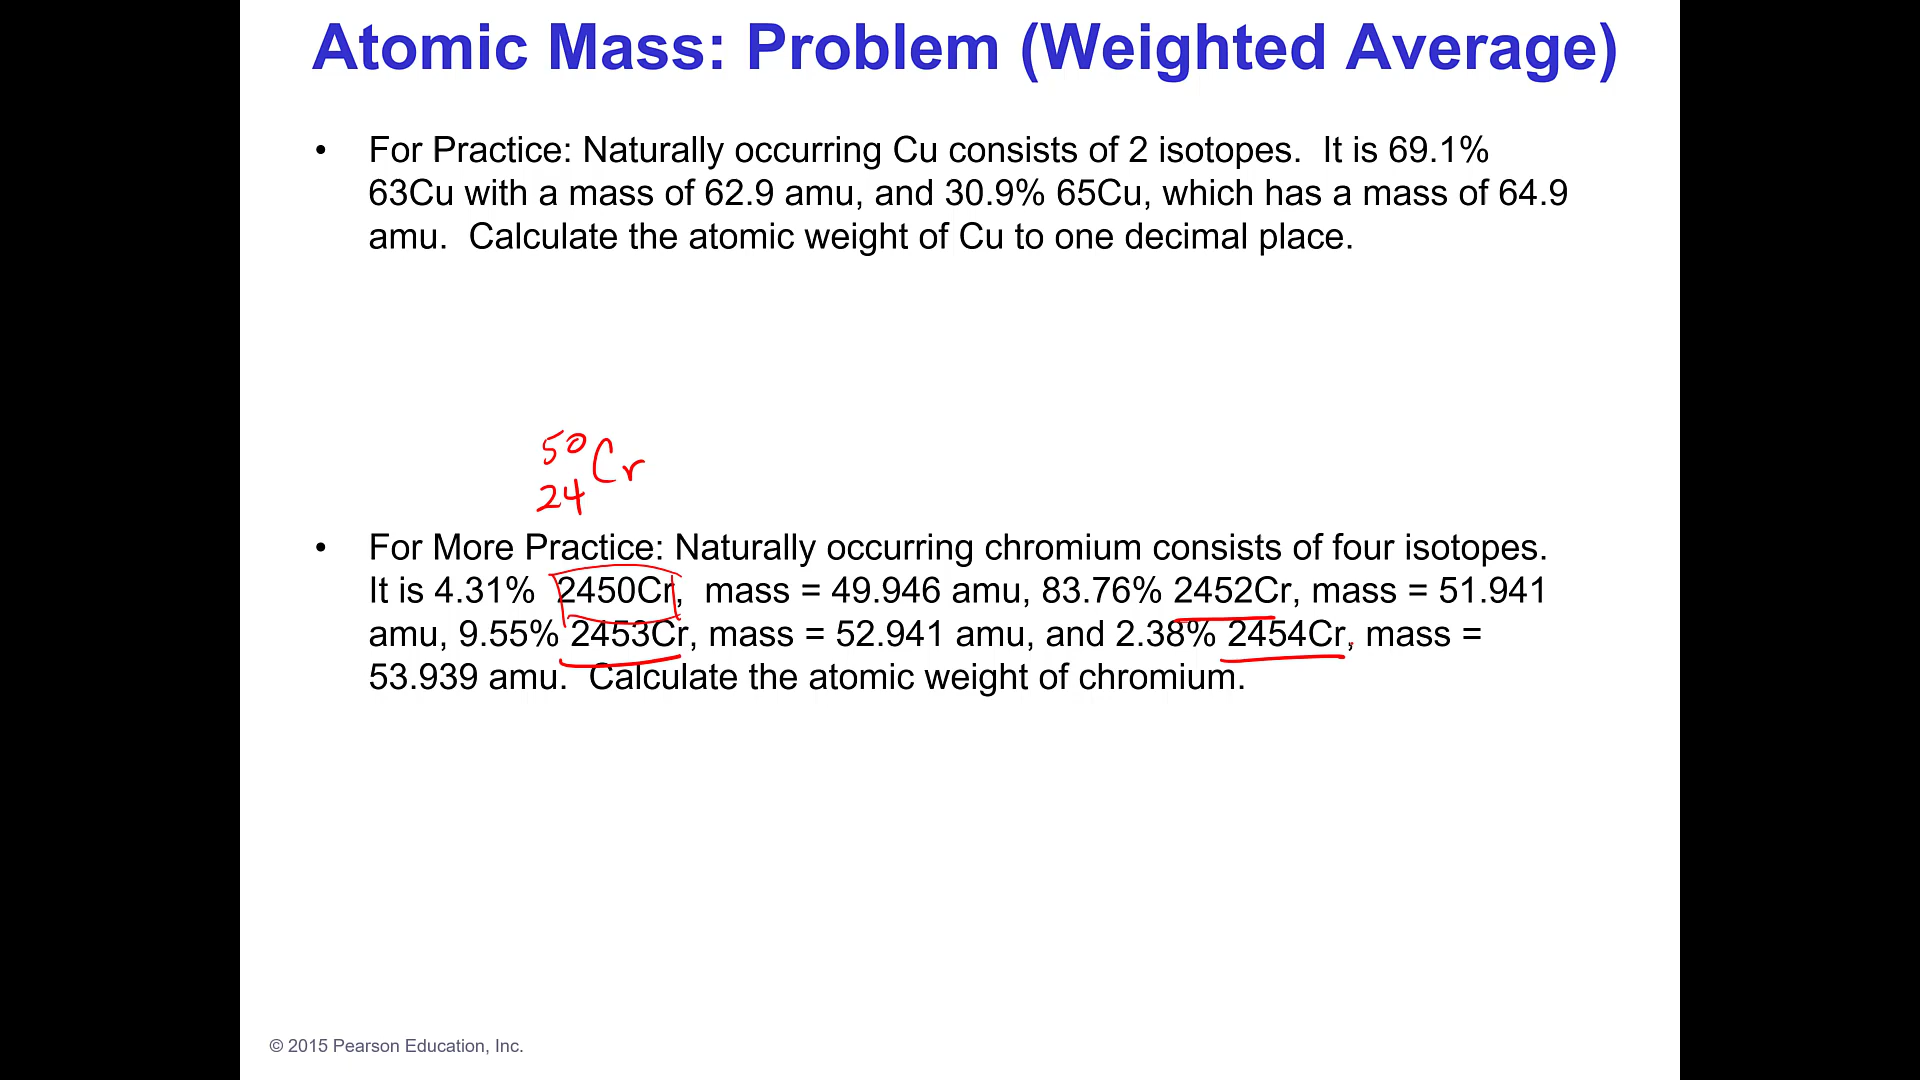 Atomic Mass: Problem (Weighted Average)
• For Practice: Naturally occurring Cu consists of 2 isotopes. It is 69.1%
63Cu with a mass of 62.9 amu, and 30.9% 65Cu, which has a mass of 64.9
amu. Calculate the atomic weight of Cu to one decimal place.
50
Cr
24
• For More Practice: Naturally occurring chromium consists of four isotopes.
It is 4.31% 2450Cr, mass = 49.946 amu, 83.76% 2452Cr, mass = 51.941
amu, 9.55% 2453Cr, mass = 52.941 amu, and 2.38% 2454Cr, mass =
53.939 amu. Calculate the atomic weight of chromium.
© 2015 Pearson Education, Inc.